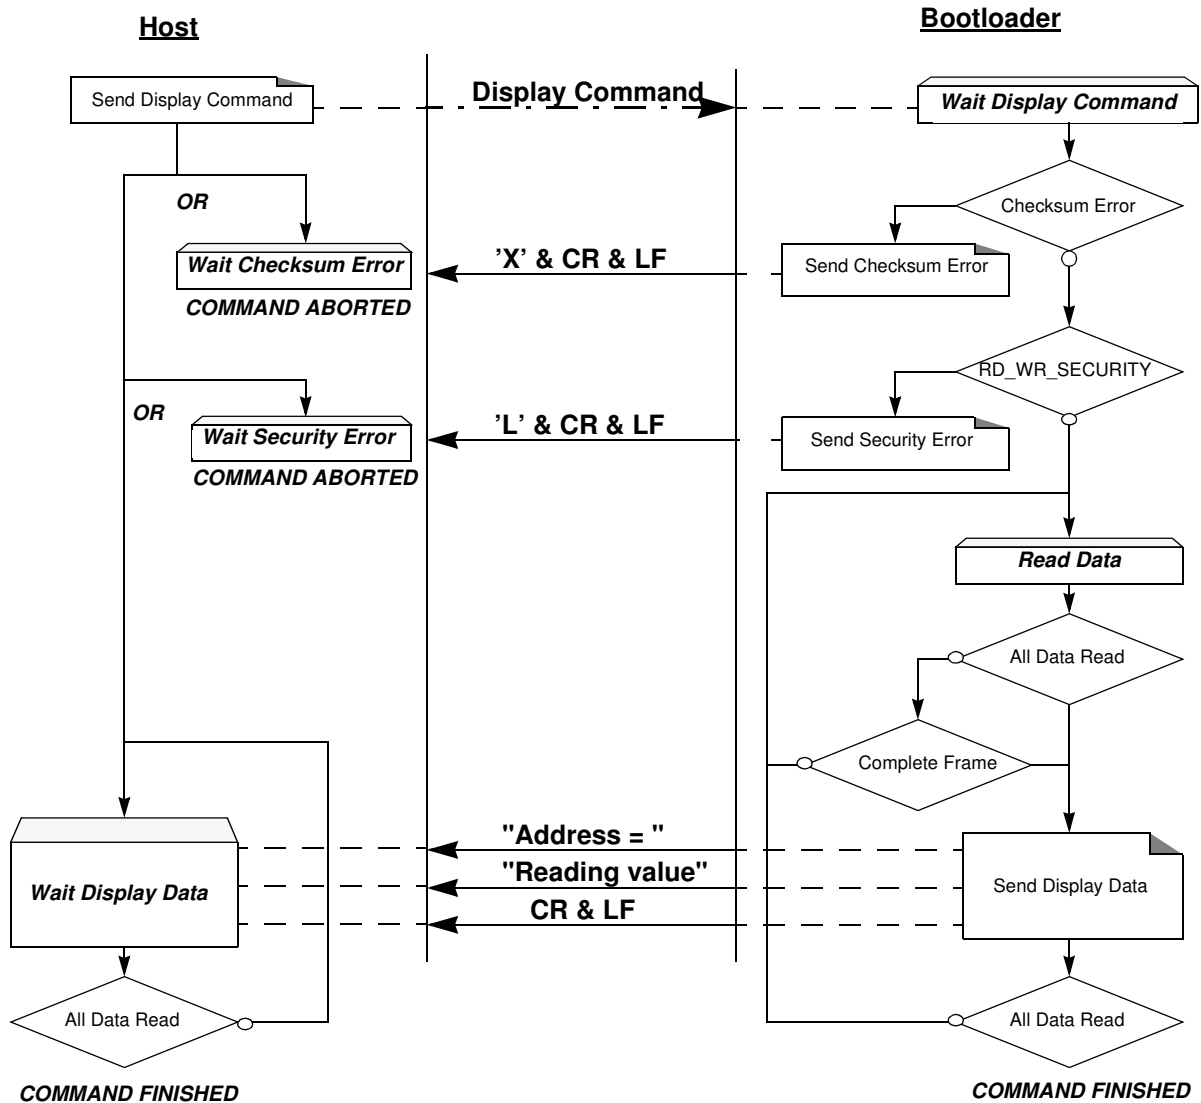 Host
Bootloader
Send Display Command
Display Command
Wait Display Command
OR
Checksum Error
Wait Checksum Error
'X' & CR & LF
Send Checksum Error
COMMAND ABORTED
RD_WR_SECURITY
OR
Wait Security Error
'L' & CR & LF
Send Security Error
COMMAND ABORTED
Read Data
All Data Read
Complete Frame
"Address = "
"Reading value"
Wait Display Data
Send Display Data
CR & LF
All Data Read
All Data Read
COMMAND FINISHED
COMMAND FINISHED